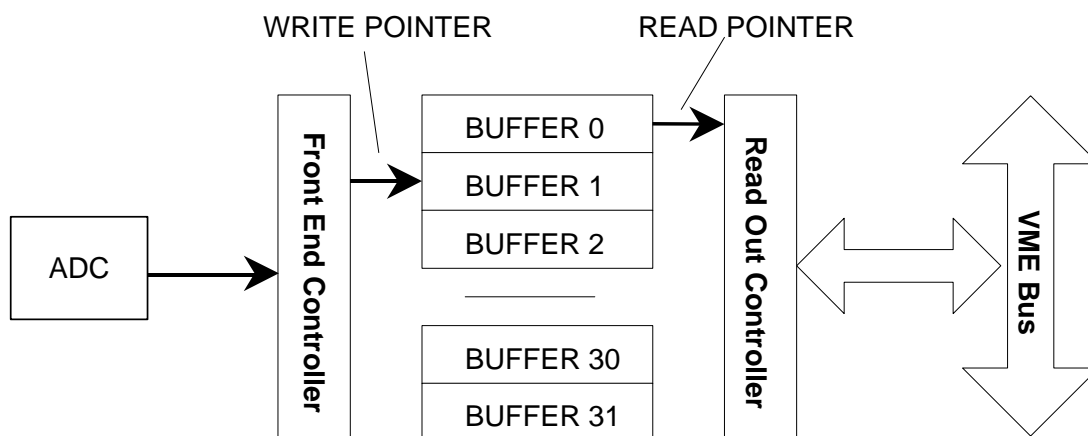 WRITE POINTER
READ POINTER
ADC
Front End Controller
BUFFER 0
BUFFER 1
BUFFER 2
BUFFER 30
BUFFER 31
Read Out Controller
VME Bus